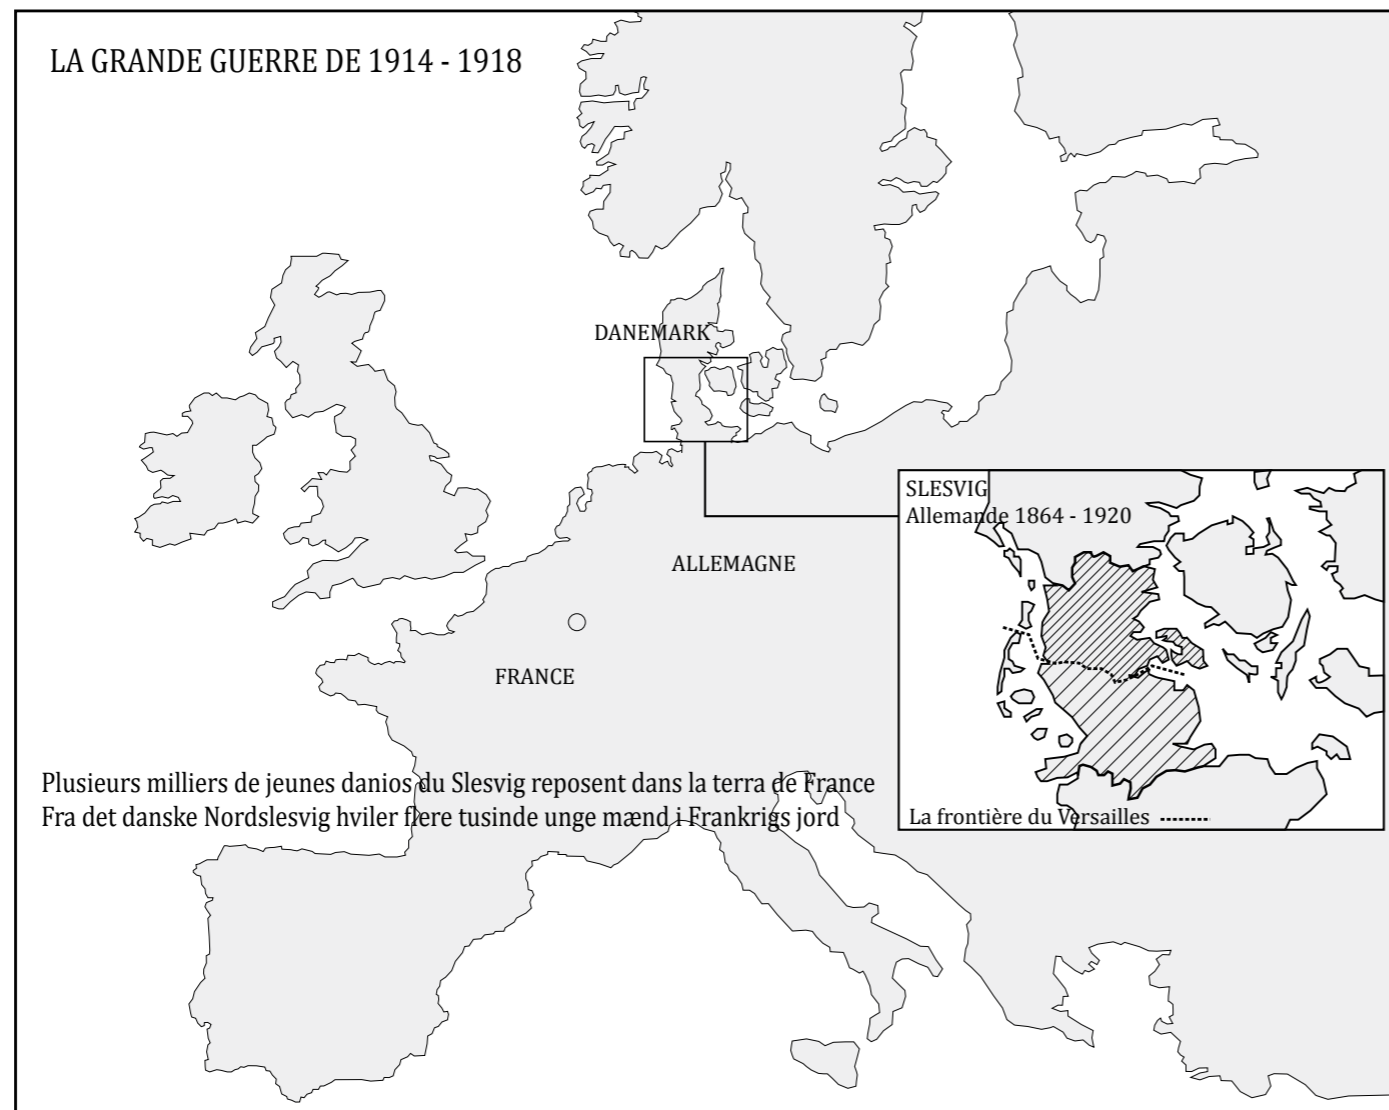 LA GRANDE GUERRE DE 1914 - 1918
DANEMARK
SLESVIG
Allemande 1864 - 1920
ALLEMAGNE
FRANCE
Plusieurs milliers de jeunes danios du Slesvig reposent dans la terra de France
Fra det danske Nordslesvig hviler flere tusinde unge mænd i Frankrigs jord
La frontière du Versailles